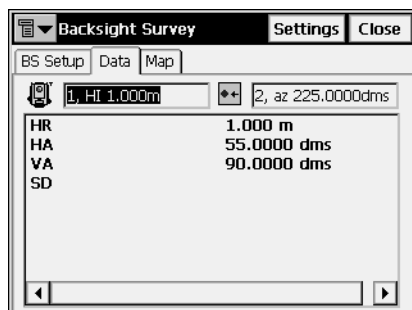 Backsight Survey Settings Close
BS Setup Data Map
1, HI 1.000m 2, az 225.0000dms
HR 1.000 m
HA 55.0000 dms
VA 90.0000 dms
SD